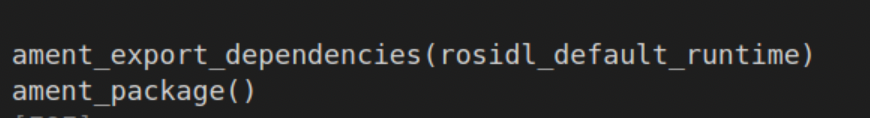 ament_export_dependencies(rosidl_default_runtime)
ament_package()